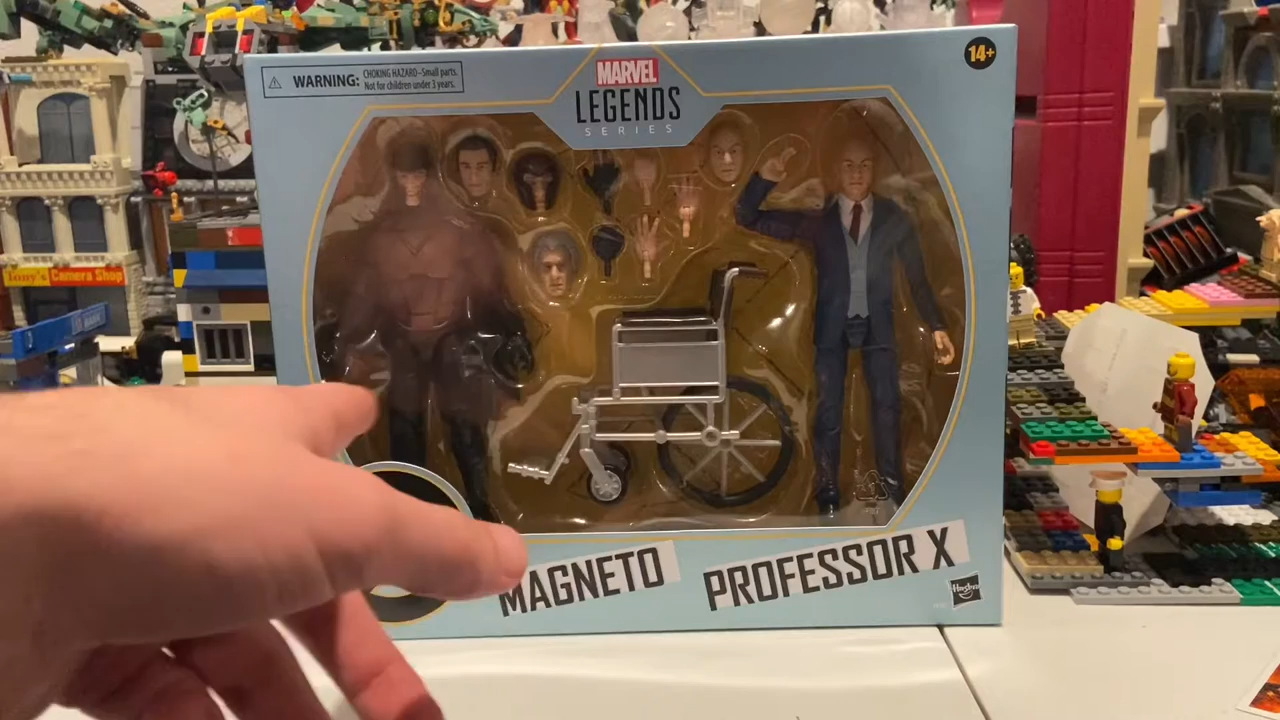 ⚠ WARNING: CHOKING HAZARD–Small parts.
Not for children under 3 years.
MARVEL
LEGENDS
SERIES
14+
Tony's Camera Shop
MAGNETO
PROFESSOR X
Hasbro